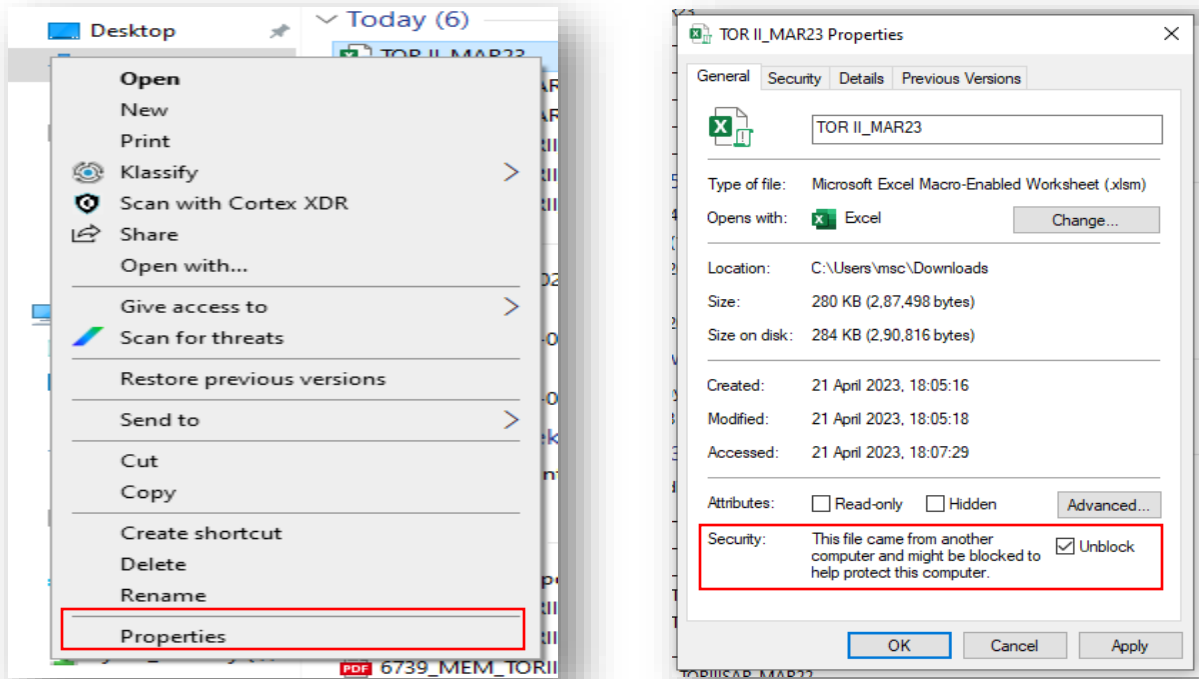 Desktop
Today (6)
TOR II_MAR23
Open
New
Print
Klassify
Scan with Cortex XDR
Share
Open with...
Give access to
Scan for threats
Restore previous versions
Send to
Cut
Copy
Create shortcut
Delete
Rename
Properties
PDF 6739_MEM_TORII
TOR II_MAR23 Properties
General Security Details Previous Versions
TOR II_MAR23
Type of file: Microsoft Excel Macro-Enabled Worksheet (.xlsm)
Opens with: Excel Change...
Location: C:\Users\msc\Downloads
Size: 280 KB (2,87,498 bytes)
Size on disk: 284 KB (2,90,816 bytes)
Created: 21 April 2023, 18:05:16
Modified: 21 April 2023, 18:05:18
Accessed: 21 April 2023, 18:07:29
Attributes: Read-only Hidden Advanced...
Security: This file came from another
computer and might be blocked to
help protect this computer.
Unblock
OK Cancel Apply